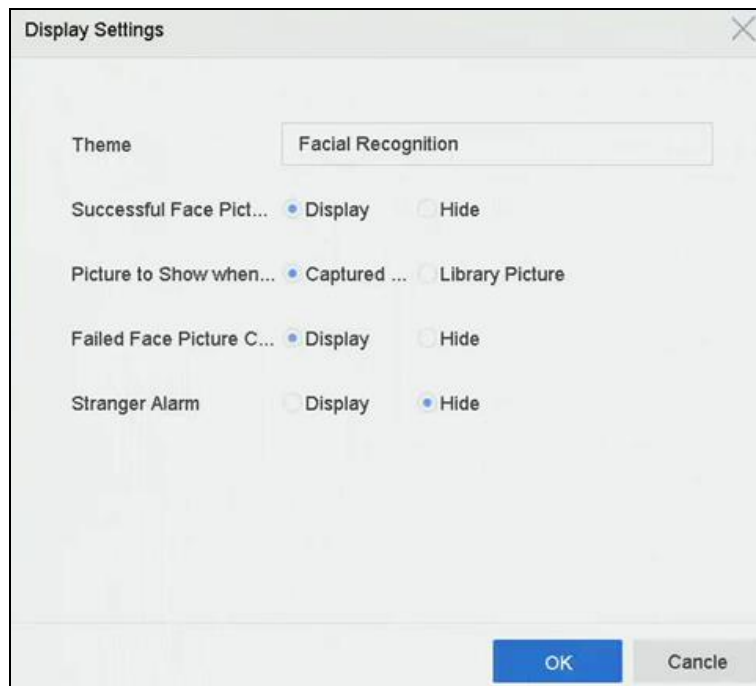 Display Settings
Theme Facial Recognition
Successful Face Pict... Display Hide
Picture to Show when... Captured ... Library Picture
Failed Face Picture C... Display Hide
Stranger Alarm Display Hide
OK Cancle